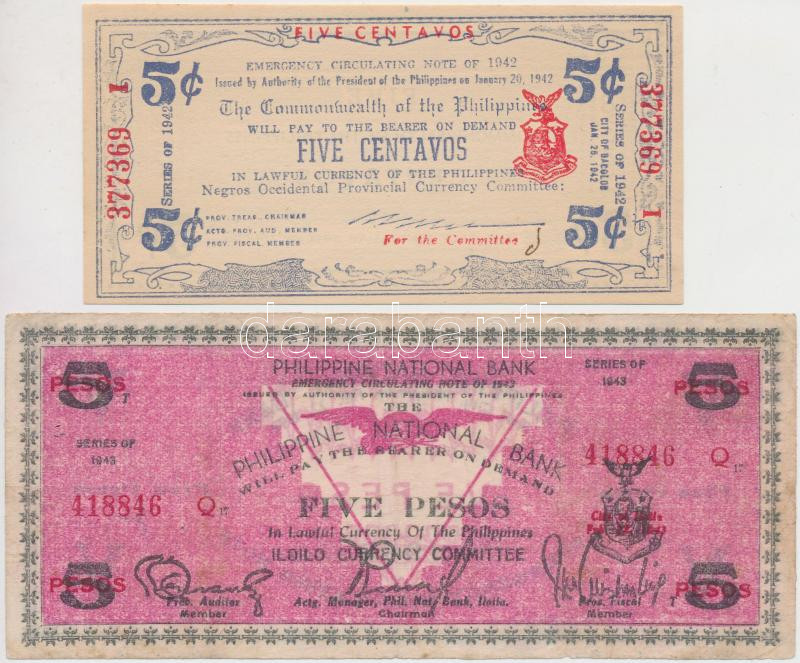 FIVE CENTAVOS
5¢ 5¢
EMERGENCY CIRCULATING NOTE OF 1942
Issued by Authority of the President of the Philippines on January 20, 1942
The Commonwealth of the Philippines
WILL PAY TO THE BEARER ON DEMAND
FIVE CENTAVOS
IN LAWFUL CURRENCY OF THE PHILIPPINES
Negros Occidental Provincial Currency Committee:
377369 I
SERIES OF 1942
CITY OF BACOLOD
JAN 26, 1942
SERIES OF 1942
377369 I
5¢ 5¢
PROV. TREAS. CHAIRMAN
ACTG. PROV. AUD. MEMBER
PROV. FISCAL, MEMBER
For the Committee
darabanth
PHILIPPINE NATIONAL BANK
EMERGENCY CIRCULATING NOTE OF 1943
ISSUED BY AUTHORITY OF THE PRESIDENT OF THE PHILIPPINES
5 PESOS T
SERIES OF
1943
5 PESOS
THE
PHILIPPINE NATIONAL BANK
WILL PAY THE BEARER ON DEMAND
SERIES OF
1943
418846 Q
418846 Q
FIVE PESOS
In Lawful Currency Of The Philippines
ILOILO CURRENCY COMMITTEE
5 PESOS
Prov. Auditor
Member
Actg. Manager, Phil. Nat. Bank, Iloilo.
Chairman
Prov. Fiscal
Member
T 5 PESOS